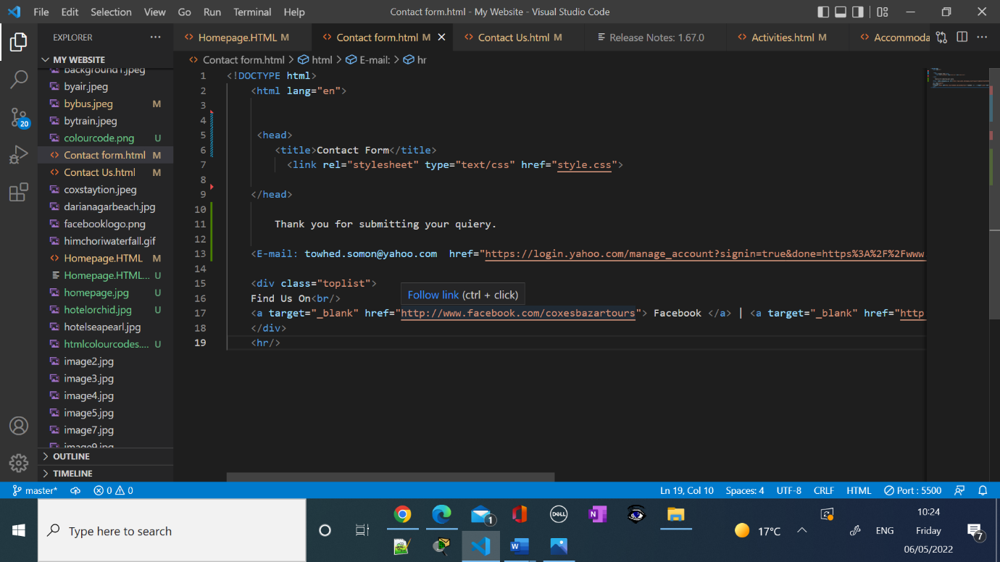 File Edit Selection View Go Run Terminal Help Contact form.html - My Website - Visual Studio Code
EXPLORER
Homepage.HTML M
Contact form.html M
Contact Us.html M
Release Notes: 1.67.0
Activities.html M
Accommoda
MY WEBSITE
Contact form.html > html > E-mail: > hr
background1.jpeg
byair.jpeg
bybus.jpeg M
bytrain.jpeg
colourcode.png U
Contact form.html M
Contact Us.html M
coxstaytion.jpeg
darianagarbeach.jpg
facebooklogo.png
himchoriwaterfall.gif
Homepage.HTML M
Homepage.HTML... U
homepage.jpg U
hotelorchid.jpg U
hotelseapearl.jpg
htmlcolourcodes.... U
image2.jpg
image3.jpg
image4.jpg
image5.jpg
image7.jpg
image9.jpg
OUTLINE
TIMELINE
20
1 <!DOCTYPE html>
2 <html lang="en">
3
4
5 <head>
6 <title>Contact Form</title>
7 <link rel="stylesheet" type="text/css" href="style.css">
8
9 </head>
10
11 Thank you for submitting your quiery.
12
13 <E-mail: towhed.somon@yahoo.com href="https://login.yahoo.com/manage_account?signin=true&done=https%3A%2F%2Fwww
14
15 <div class="toplist">
16 Find Us On<br/>
Follow link (ctrl + click)
17 <a target="_blank" href="http://www.facebook.com/coxesbazartours"> Facebook </a> | <a target="_blank" href="http
18 </div>
19 <hr/>
master* 0 0 Ln 19, Col 10 Spaces: 4 UTF-8 CRLF HTML Port : 5500
Type here to search
1
DELL
17°C
ENG
10:24
Friday
06/05/2022
7